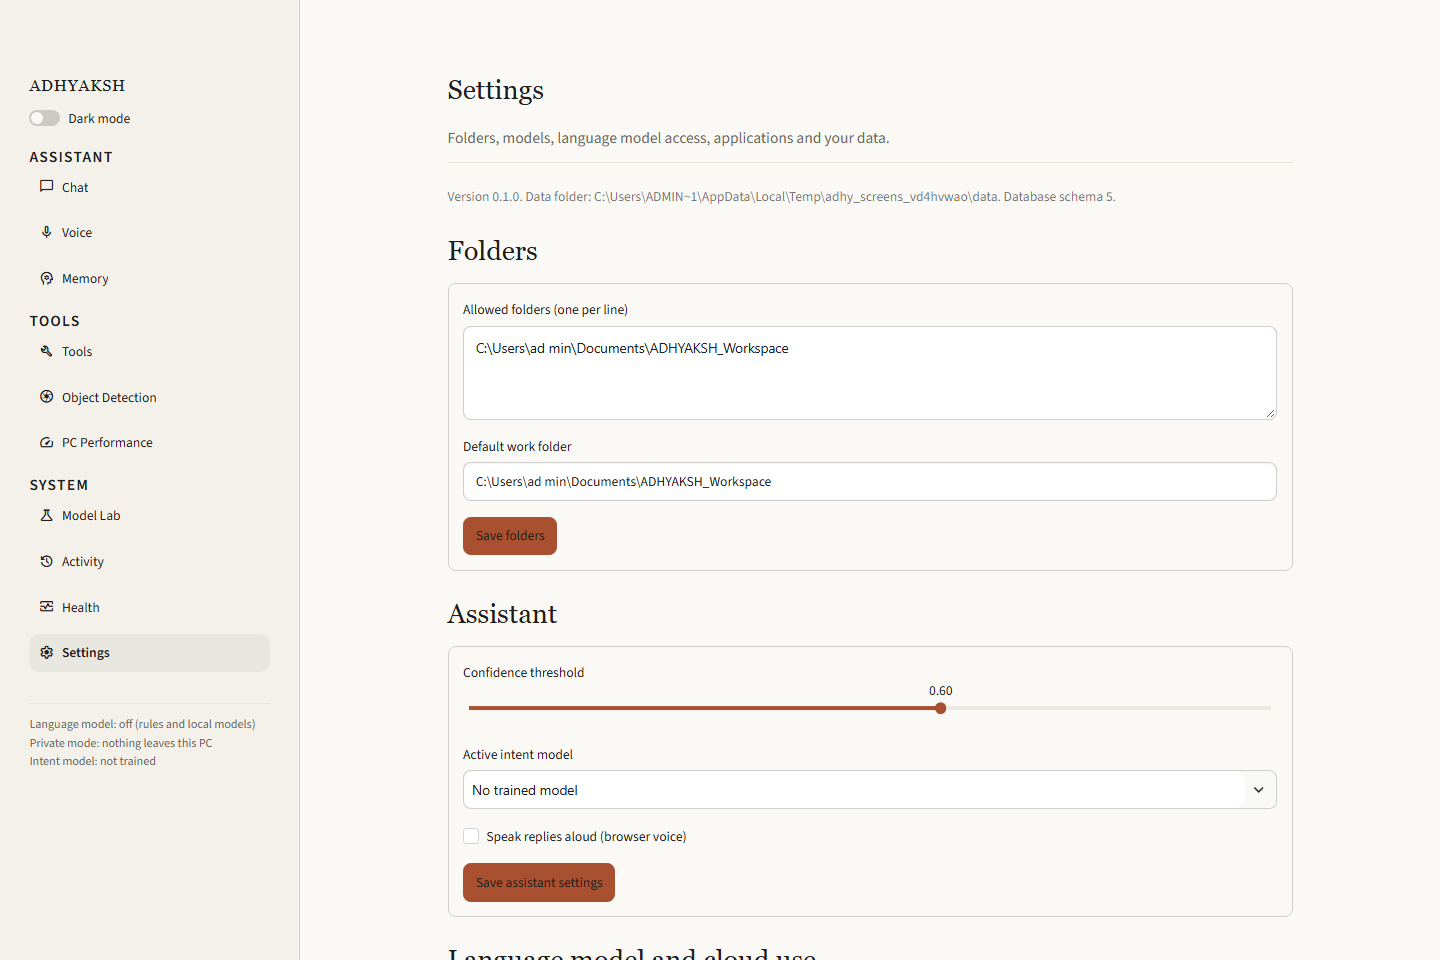 ADHYAKSH
Dark mode
ASSISTANT
Chat
Voice
Memory
TOOLS
Tools
Object Detection
PC Performance
SYSTEM
Model Lab
Activity
Health
Settings
Language model: off (rules and local models)
Private mode: nothing leaves this PC
Intent model: not trained
Settings
Folders, models, language model access, applications and your data.
Version 0.1.0. Data folder: C:\Users\ADMIN~1\AppData\Local\Temp\adhy_screens_vd4hvwao\data. Database schema 5.
Folders
Allowed folders (one per line)
C:\Users\ad min\Documents\ADHYAKSH_Workspace
Default work folder
C:\Users\ad min\Documents\ADHYAKSH_Workspace
Save folders
Assistant
Confidence threshold
0.60
Active intent model
No trained model
Speak replies aloud (browser voice)
Save assistant settings
Language model and cloud use